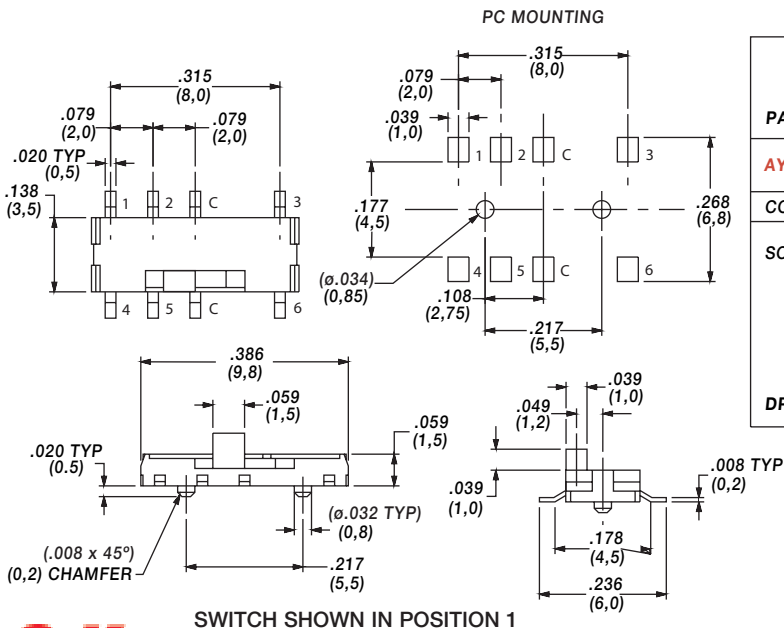 PC MOUNTING
.315
(8,0)
.079
(2,0)
.079
(2,0)
.020 TYP
(0,5)
.138
(3,5)
1 2 C 3
4 5 C 6
.315
(8,0)
.079
(2,0)
.039
(1,0)
1 2 C 3
.177
(4,5)
.268
(6,8)
(ø.034)
(0,85)
4 5 C 6
.108
(2,75)
.217
(5,5)
PA
AY
CO
SO
DR
.386
(9,8)
.059
(1,5)
.059
(1,5)
.020 TYP
(0.5)
(ø.032 TYP)
(0,8)
(.008 x 45º)
(0,2) CHAMFER
.217
(5,5)
.039
(1,0)
.049
(1,2)
.039
(1,0)
.008 TYP
(0,2)
.178
(4,5)
.236
(6,0)
SWITCH SHOWN IN POSITION 1